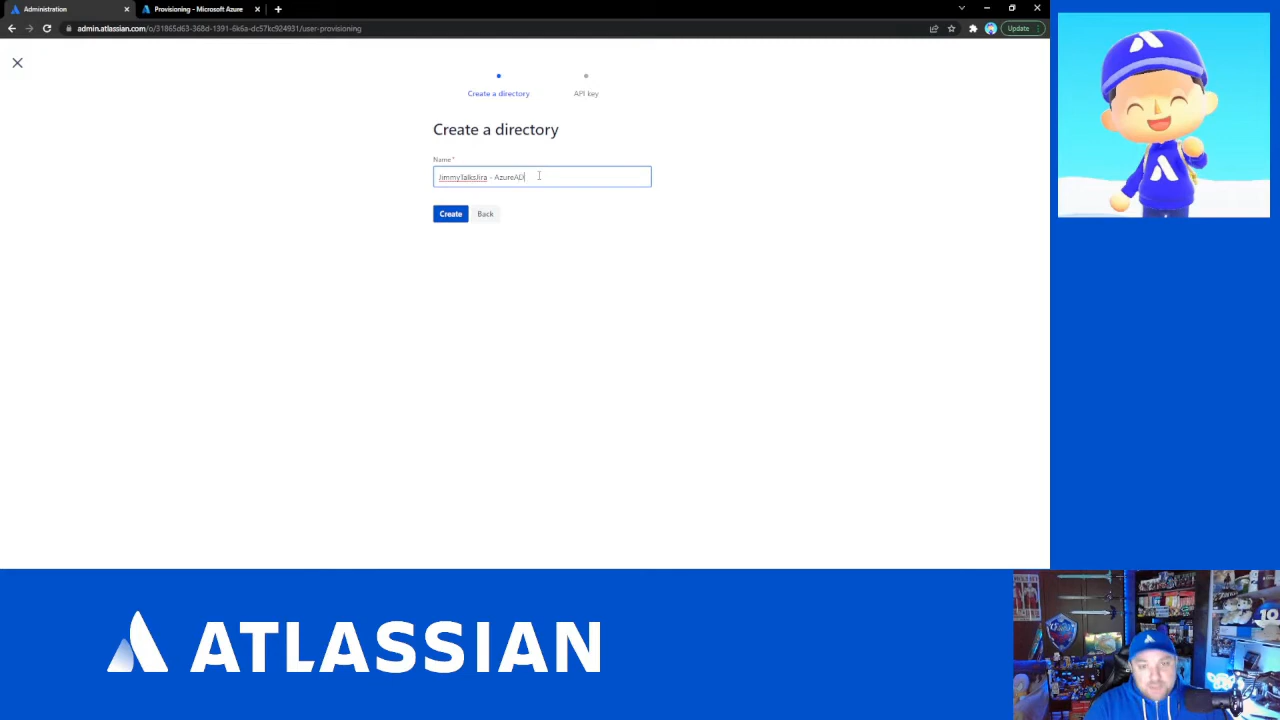 Administration
Provisioning - Microsoft Azure
admin.atlassian.com/o/31865d63-368d-1391-6k6a-dc57kc924931/user-provisioning
Update
Create a directory
API key
Create a directory
Name *
JimmyTalksJira - AzureAD
Create
Back
ATLASSIAN
10